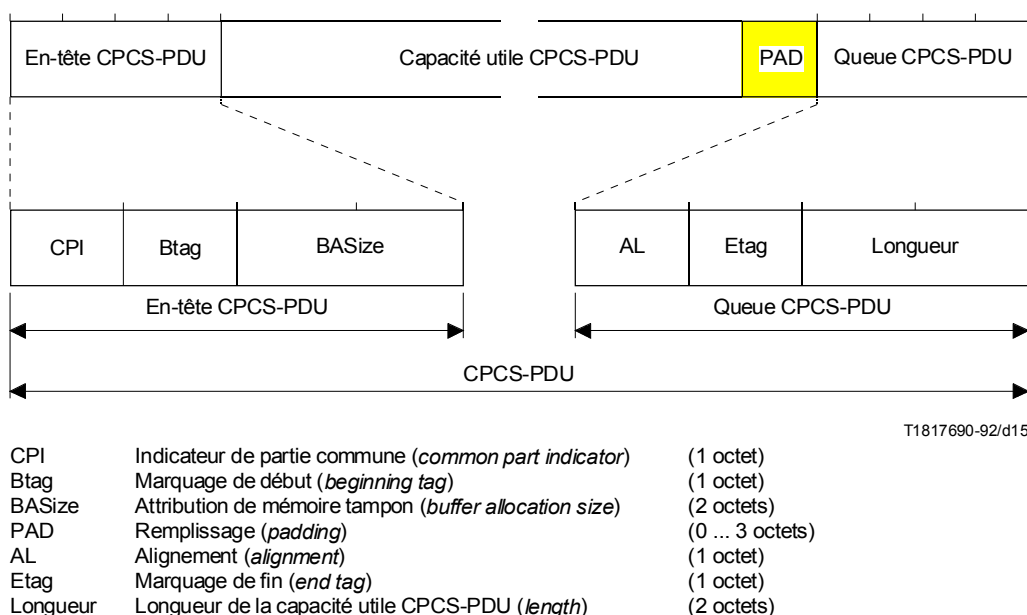 En-tête CPCS-PDU Capacité utile CPCS-PDU PAD Queue CPCS-PDU
CPI Btag BASize AL Etag Longueur
En-tête CPCS-PDU Queue CPCS-PDU
CPCS-PDU
T1817690-92/d15
CPI Indicateur de partie commune (common part indicator) (1 octet)
Btag Marquage de début (beginning tag) (1 octet)
BASize Attribution de mémoire tampon (buffer allocation size) (2 octets)
PAD Remplissage (padding) (0 ... 3 octets)
AL Alignement (alignment) (1 octet)
Etag Marquage de fin (end tag) (1 octet)
Longueur Longueur de la capacité utile CPCS-PDU (length) (2 octets)